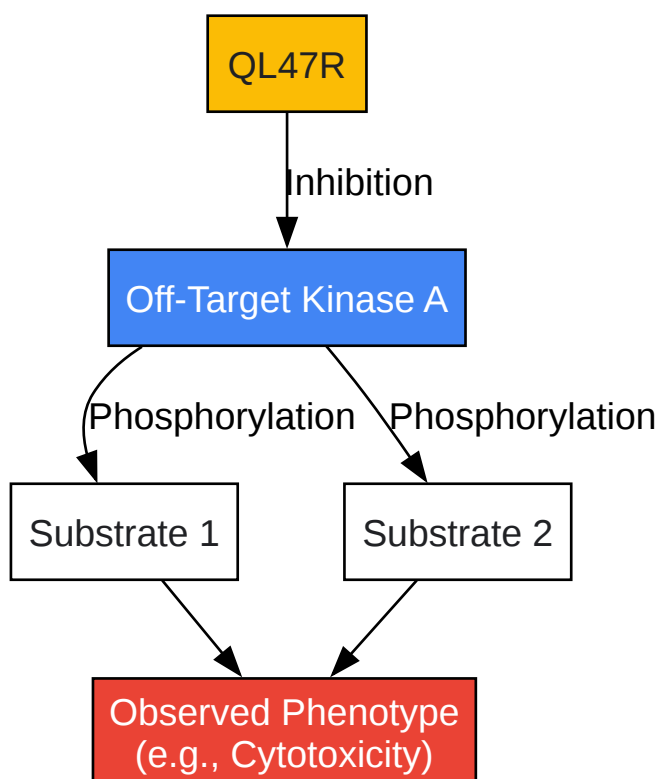 QL47R
Inhibition
Off-Target Kinase A
Phosphorylation
Phosphorylation
Substrate 1
Substrate 2
Observed Phenotype
(e.g., Cytotoxicity)